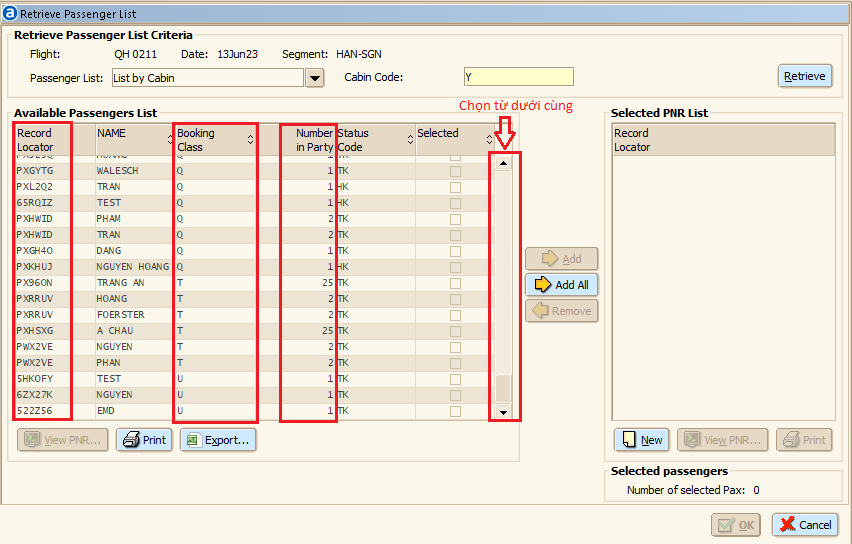 a Retrieve Passenger List
Retrieve Passenger List Criteria
Flight: QH 0211 Date: 13Jun23 Segment: HAN-SGN
Passenger List: List by Cabin Cabin Code: Y Retrieve
Chọn từ dưới cùng
Available Passengers List
Record Locator NAME Booking Class Number in Party Status Code Selected
PXGYTG WALESCH Q 1 TK
PXL2Q2 TRAN Q 1 HK
65RQIZ TEST Q 1 HK
PXHWID PHAM Q 2 TK
PXHWID TRAN Q 2 TK
PXGH4O DANG Q 1 TK
PXKHUJ NGUYEN HOANG Q 1 HK
PX96ON TRANG AN T 25 TK
PXRRUV HOANG T 2 TK
PXRRUV FOERSTER T 2 TK
PXHSXG A CHAU T 25 TK
PWX2VE NGUYEN T 2 TK
PWX2VE PHAN T 2 TK
5HKOFY TEST U 1 TK
6ZX27K NGUYEN U 1 TK
522Z56 EMD U 1 TK
View PNR... Print Export...
Add
Add All
Remove
Selected PNR List
Record
Locator
New View PNR... Print
Selected passengers
Number of selected Pax: 0
OK Cancel